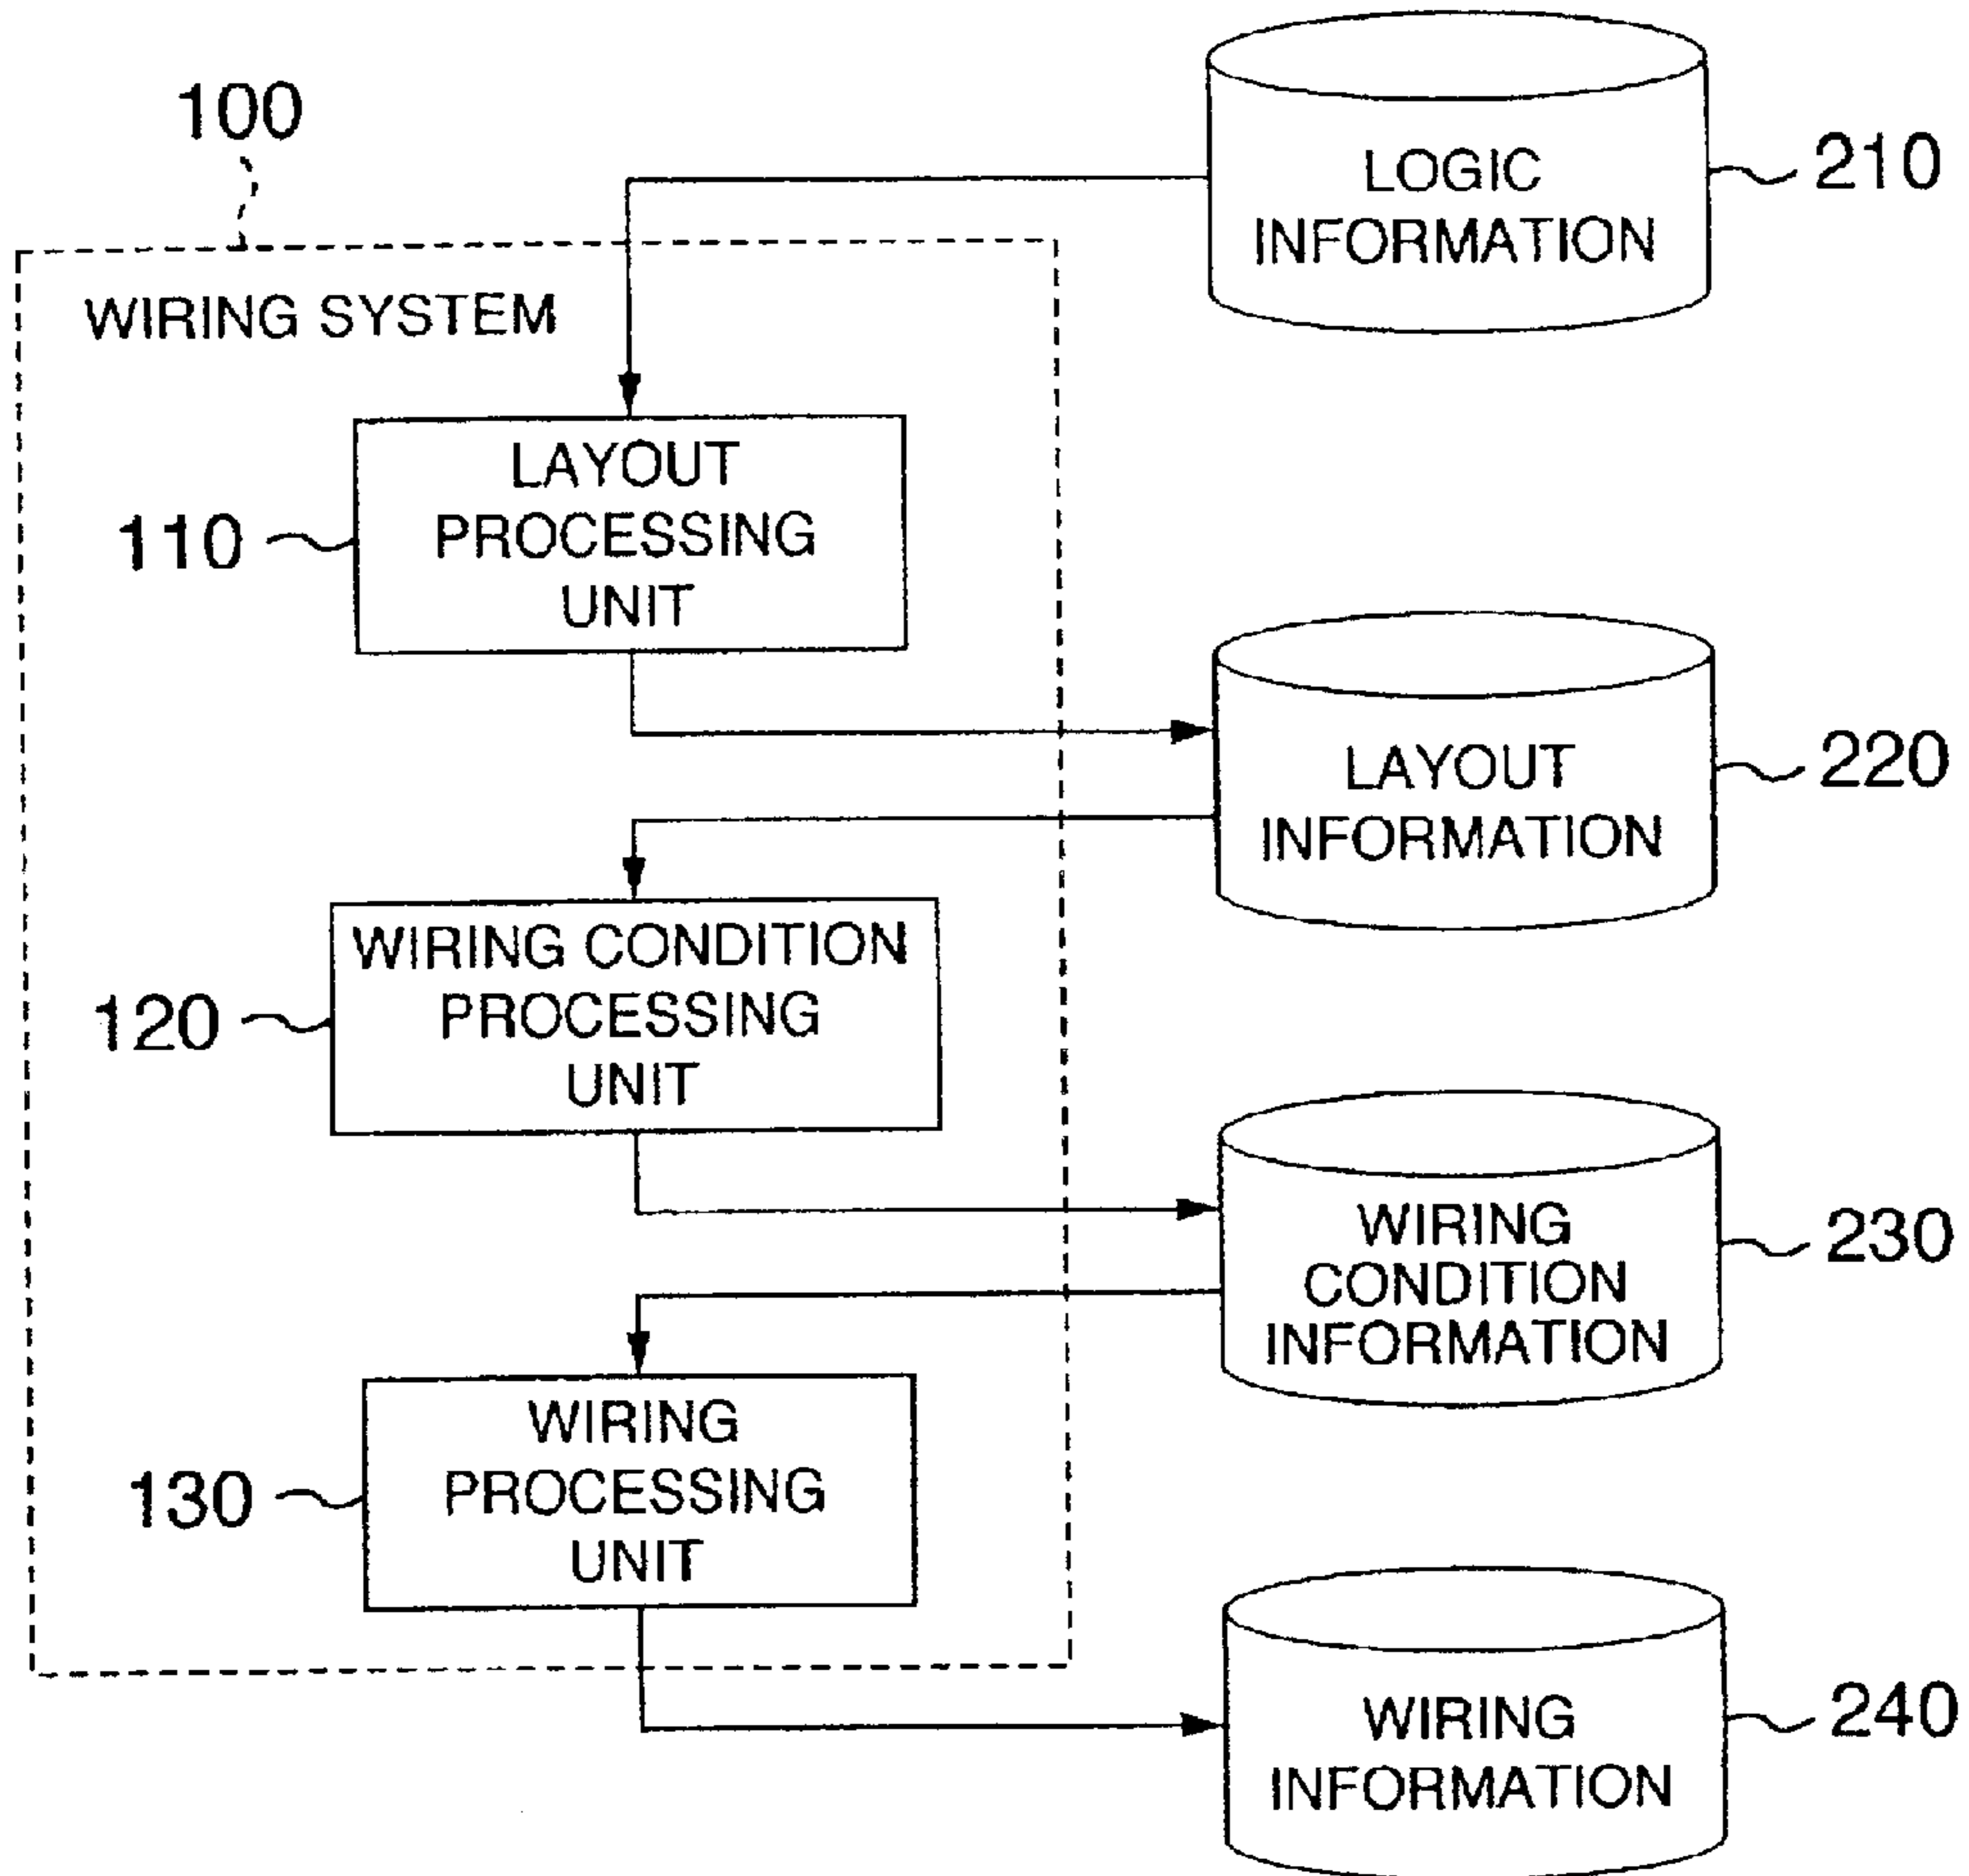 100
LOGIC
INFORMATION
210
WIRING SYSTEM
LAYOUT
PROCESSING
UNIT
110
LAYOUT
INFORMATION
220
WIRING CONDITION
PROCESSING
UNIT
120
WIRING
CONDITION
INFORMATION
230
WIRING
PROCESSING
UNIT
130
WIRING
INFORMATION
240